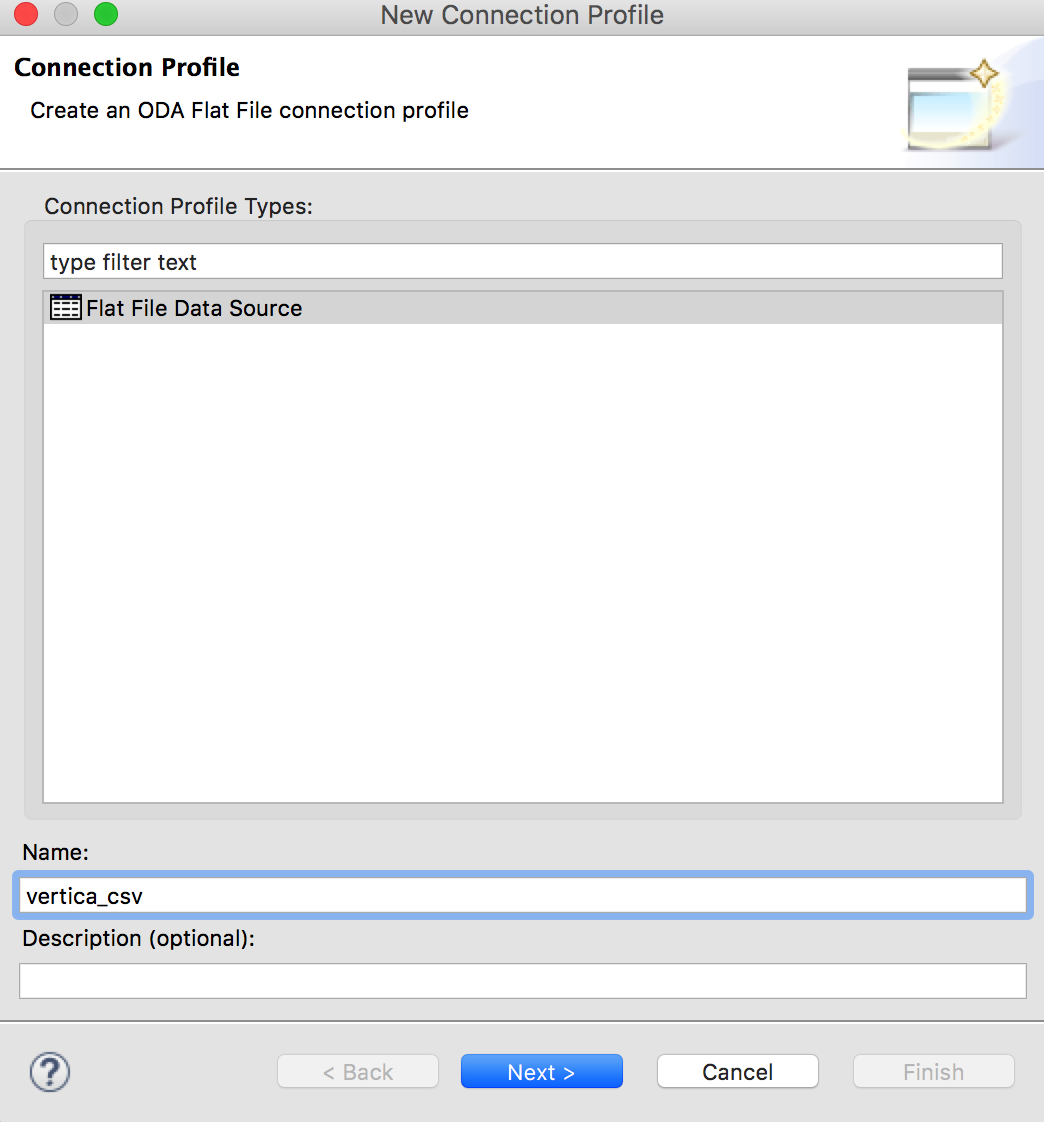 New Connection Profile
Connection Profile
Create an ODA Flat File connection profile
Connection Profile Types:
type filter text
Flat File Data Source
Name:
vertica_csv
Description (optional):
?
< Back
Next >
Cancel
Finish